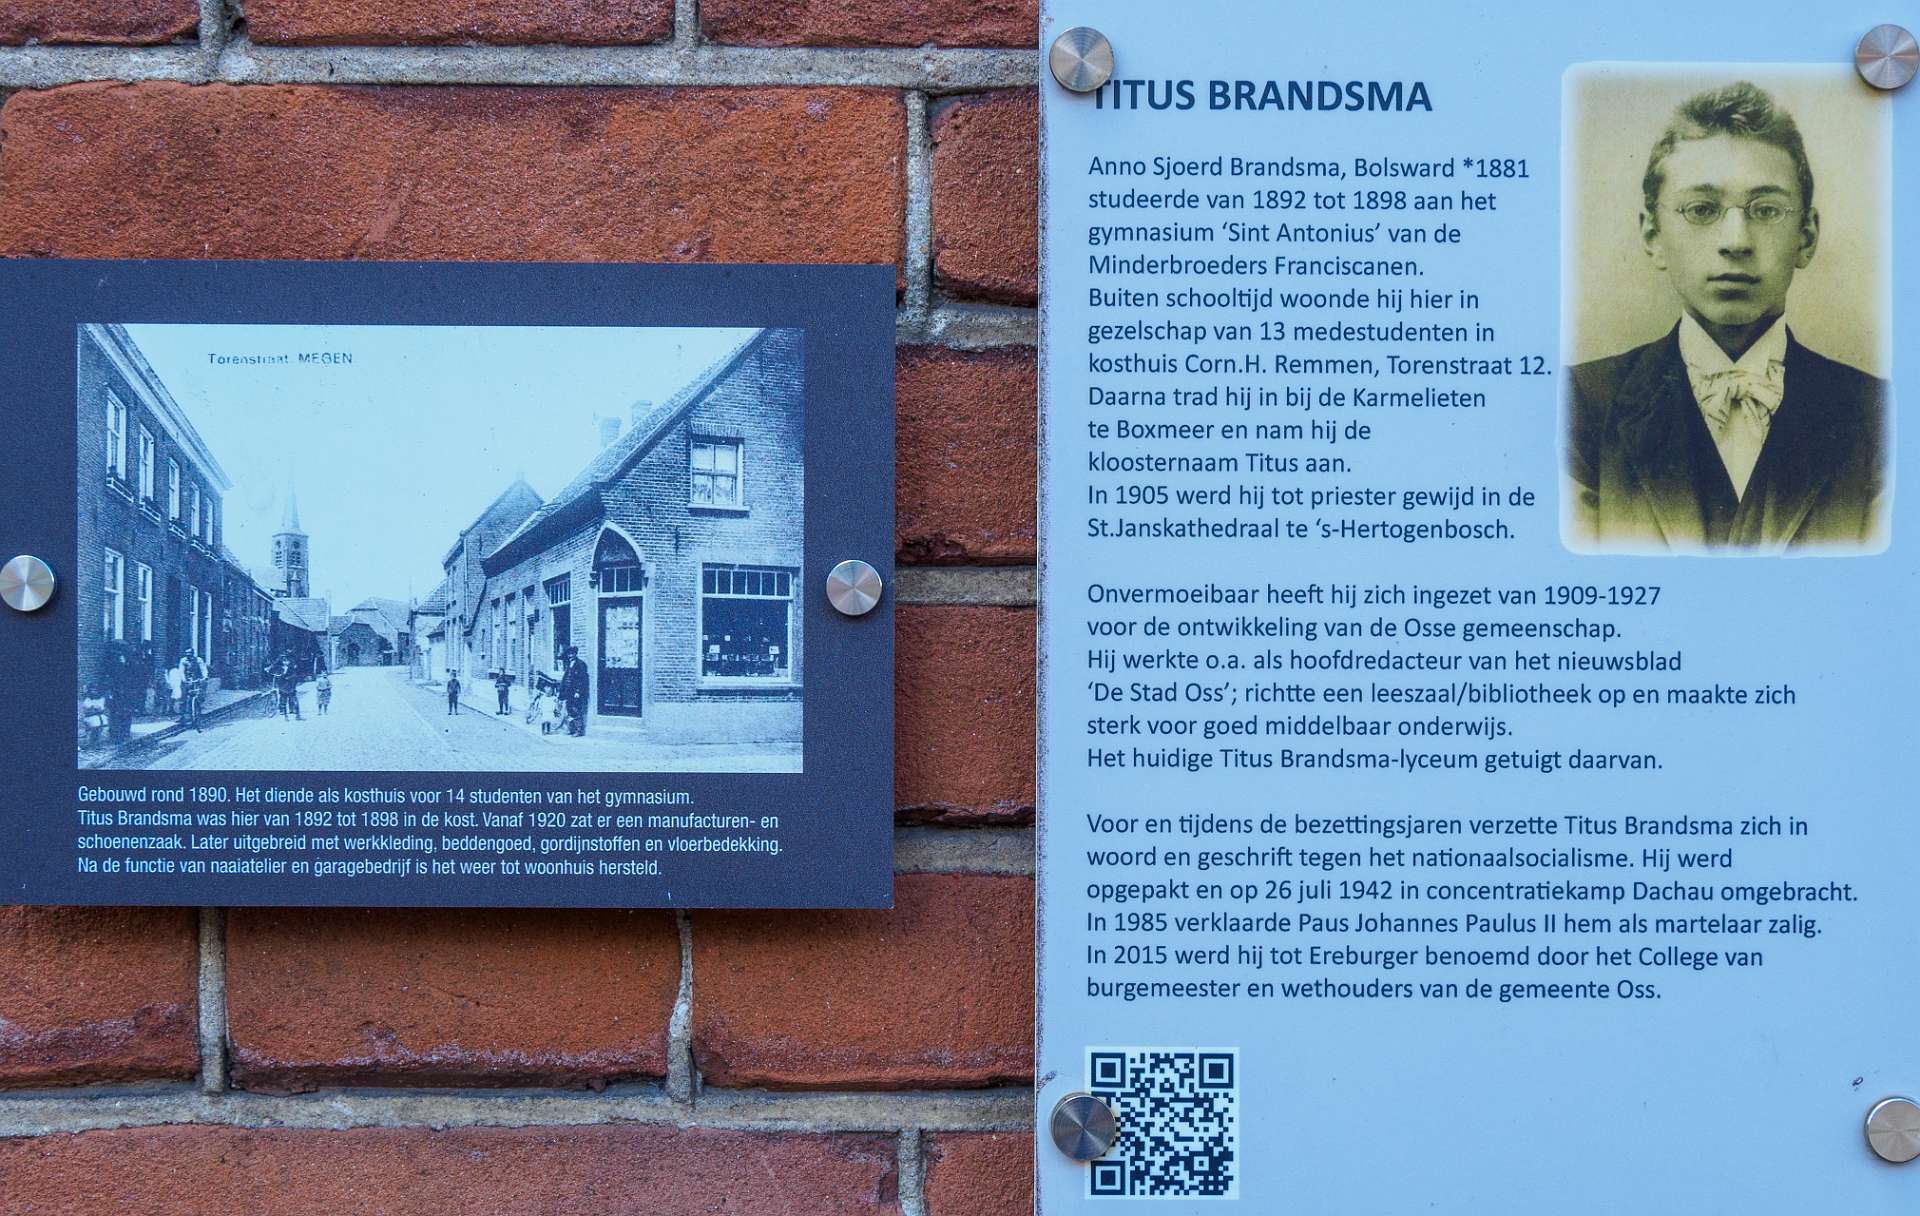 Torenstraat MEGEN
Gebouwd rond 1890. Het diende als kosthuis voor 14 studenten van het gymnasium.
Titus Brandsma was hier van 1892 tot 1898 in de kost. Vanaf 1920 zat er een manufacturen- en
schoenenzaak. Later uitgebreid met werkkleding, beddengoed, gordijnstoffen en vloerbedekking.
Na de functie van naaiatelier en garagebedrijf is het weer tot woonhuis hersteld.
TITUS BRANDSMA
Anno Sjoerd Brandsma, Bolsward *1881
studeerde van 1892 tot 1898 aan het
gymnasium ‘Sint Antonius’ van de
Minderbroeders Franciscanen.
Buiten schooltijd woonde hij hier in
gezelschap van 13 medestudenten in
kosthuis Corn.H. Remmen, Torenstraat 12.
Daarna trad hij in bij de Karmelieten
te Boxmeer en nam hij de
kloosternaam Titus aan.
In 1905 werd hij tot priester gewijd in de
St.Janskathedraal te ‘s-Hertogenbosch.
Onvermoeibaar heeft hij zich ingezet van 1909-1927
voor de ontwikkeling van de Osse gemeenschap.
Hij werkte o.a. als hoofdredacteur van het nieuwsblad
‘De Stad Oss’; richtte een leeszaal/bibliotheek op en maakte zich
sterk voor goed middelbaar onderwijs.
Het huidige Titus Brandsma-lyceum getuigt daarvan.
Voor en tijdens de bezettingsjaren verzette Titus Brandsma zich in
woord en geschrift tegen het nationaalsocialisme. Hij werd
opgepakt en op 26 juli 1942 in concentratiekamp Dachau omgebracht.
In 1985 verklaarde Paus Johannes Paulus II hem als martelaar zalig.
In 2015 werd hij tot Ereburger benoemd door het College van
burgemeester en wethouders van de gemeente Oss.